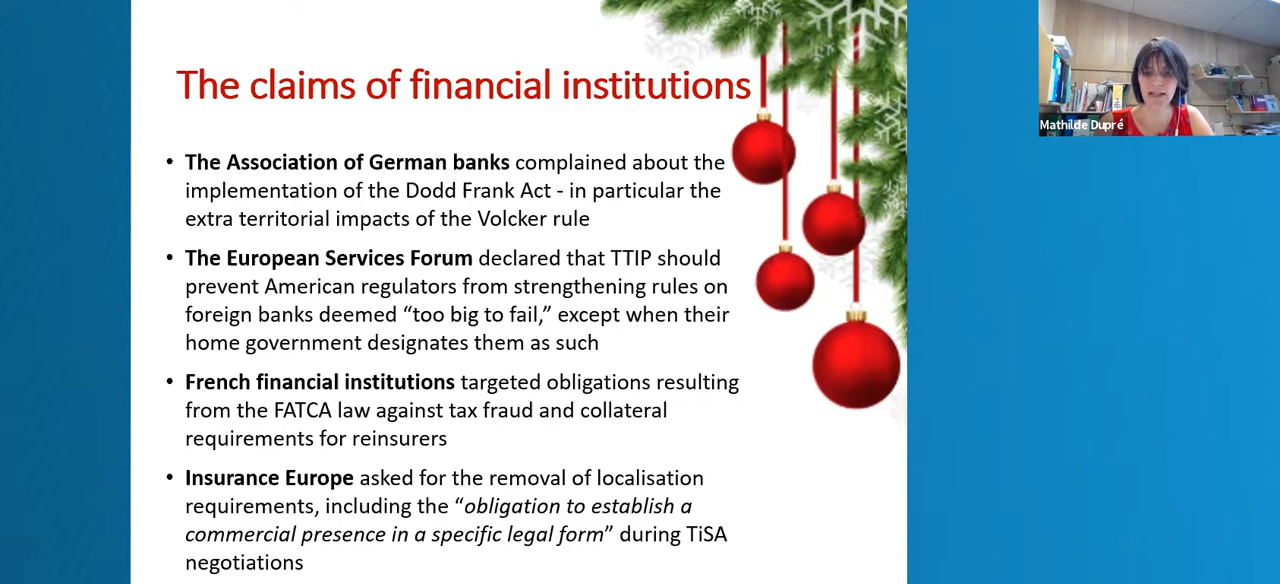 The claims of financial institutions
Mathilde Dupré
• The Association of German banks complained about the
implementation of the Dodd Frank Act - in particular the
extra territorial impacts of the Volcker rule
• The European Services Forum declared that TTIP should
prevent American regulators from strengthening rules on
foreign banks deemed “too big to fail,” except when their
home government designates them as such
• French financial institutions targeted obligations resulting
from the FATCA law against tax fraud and collateral
requirements for reinsurers
• Insurance Europe asked for the removal of localisation
requirements, including the “obligation to establish a
commercial presence in a specific legal form” during TiSA
negotiations